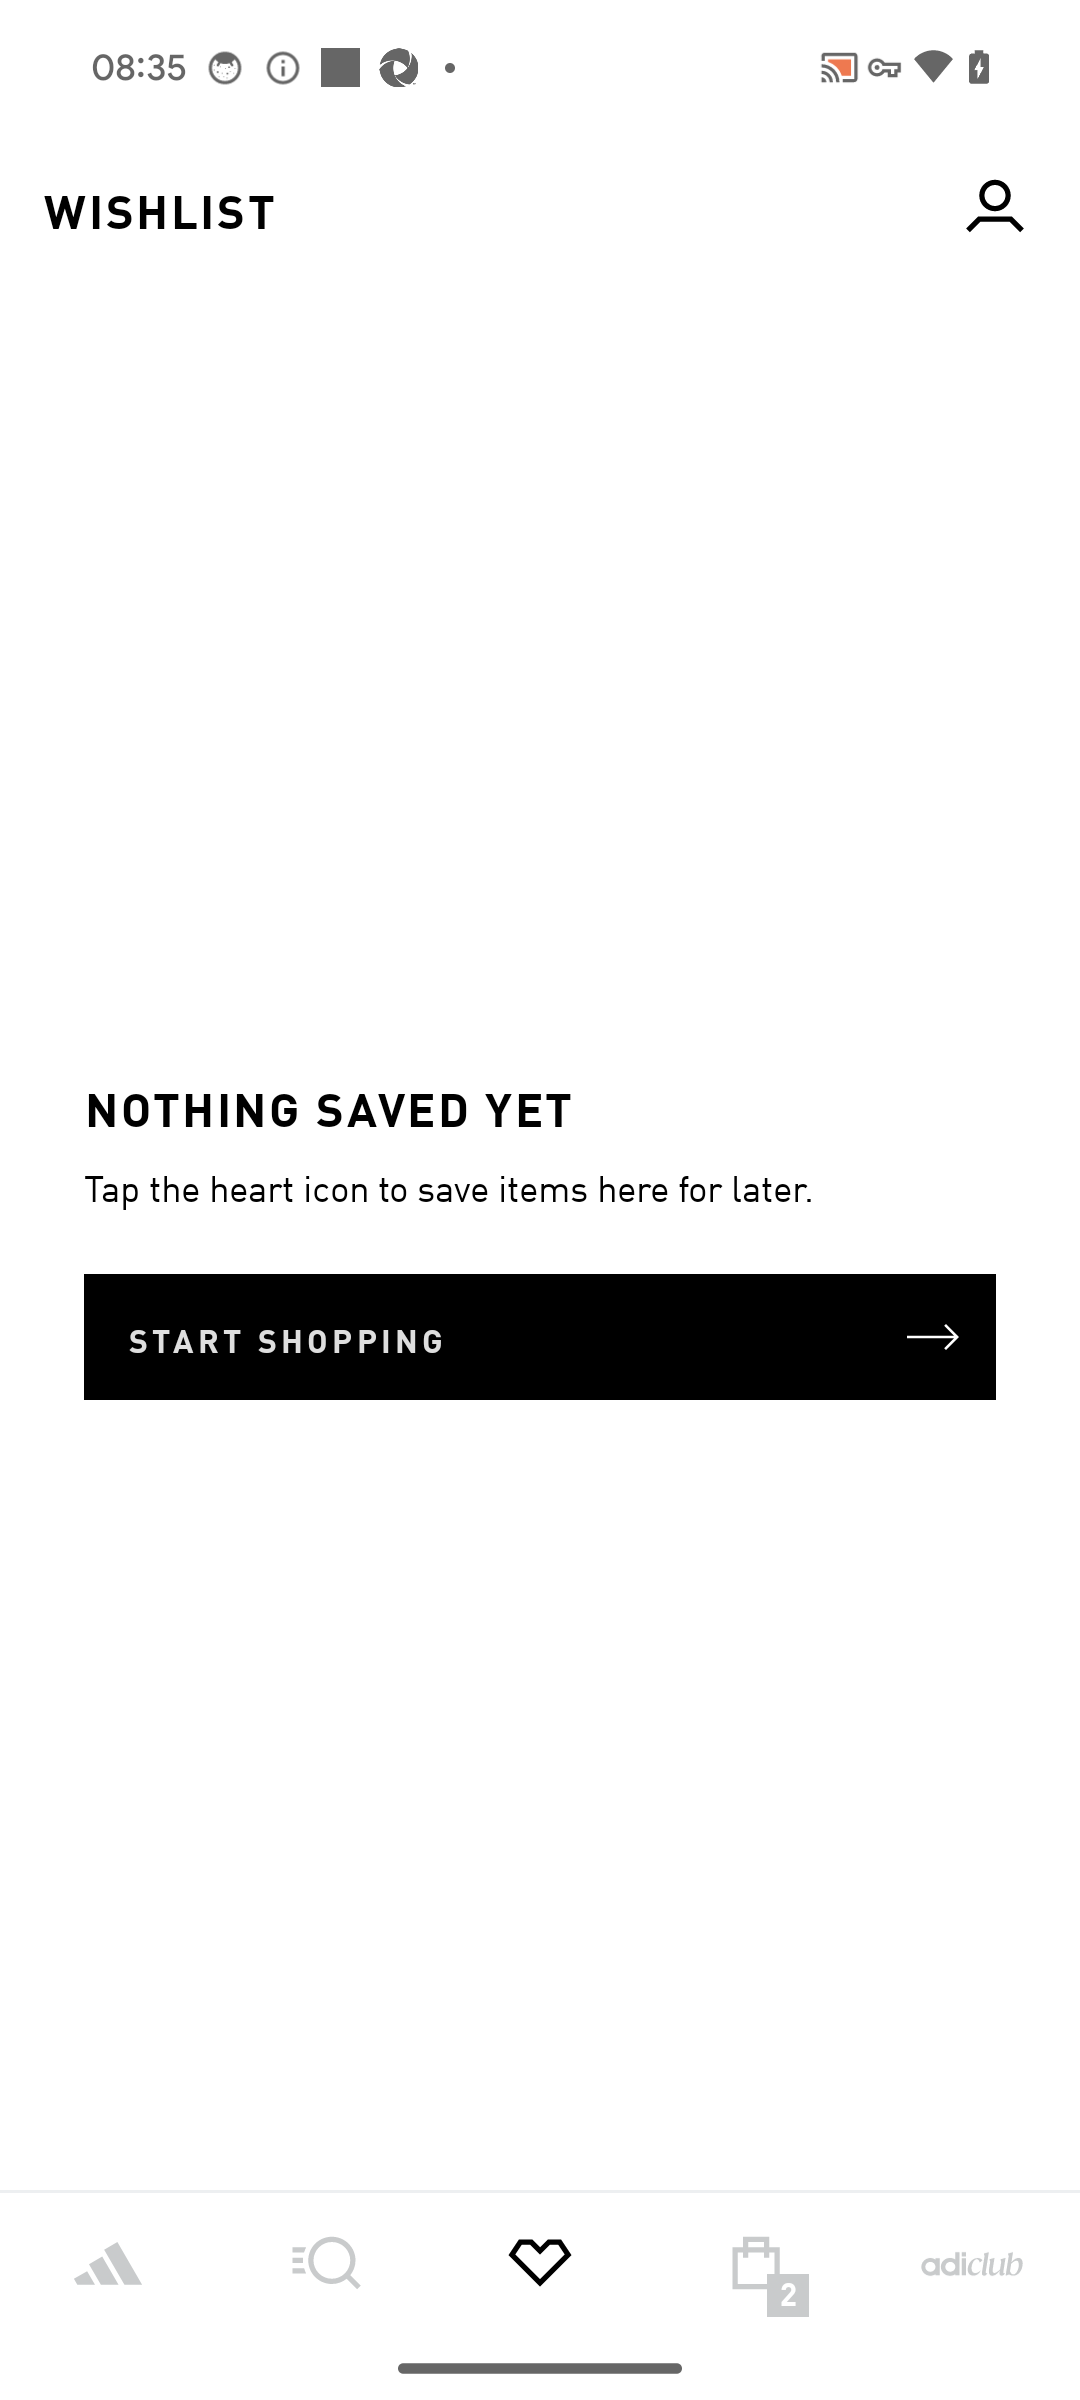 08:35
WISHLIST
NOTHING SAVED YET
Tap the heart icon to save items here for later.
START SHOPPING
2
adiclub